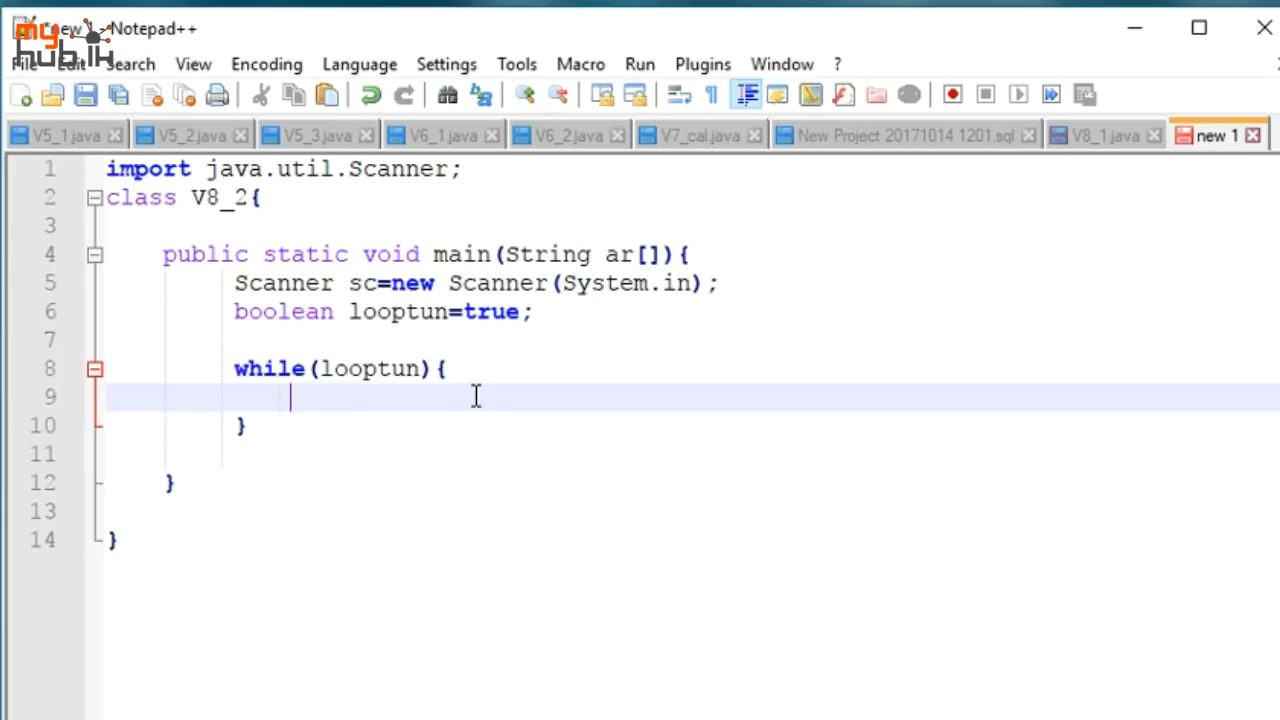 my
hub.lk
*new 1 - Notepad++
File Edit Search View Encoding Language Settings Tools Macro Run Plugins Window ?
V5_1.java V5_2.java V5_3.java V6_1.java V6_2.java V7_cal.java New Project 20171014 1201.sql V8_1.java new 1
1 import java.util.Scanner;
2 class V8_2{
3
4 public static void main(String ar[]){
5 Scanner sc=new Scanner(System.in);
6 boolean looptun=true;
7
8 while(looptun){
9
10 }
11
12 }
13
14 }